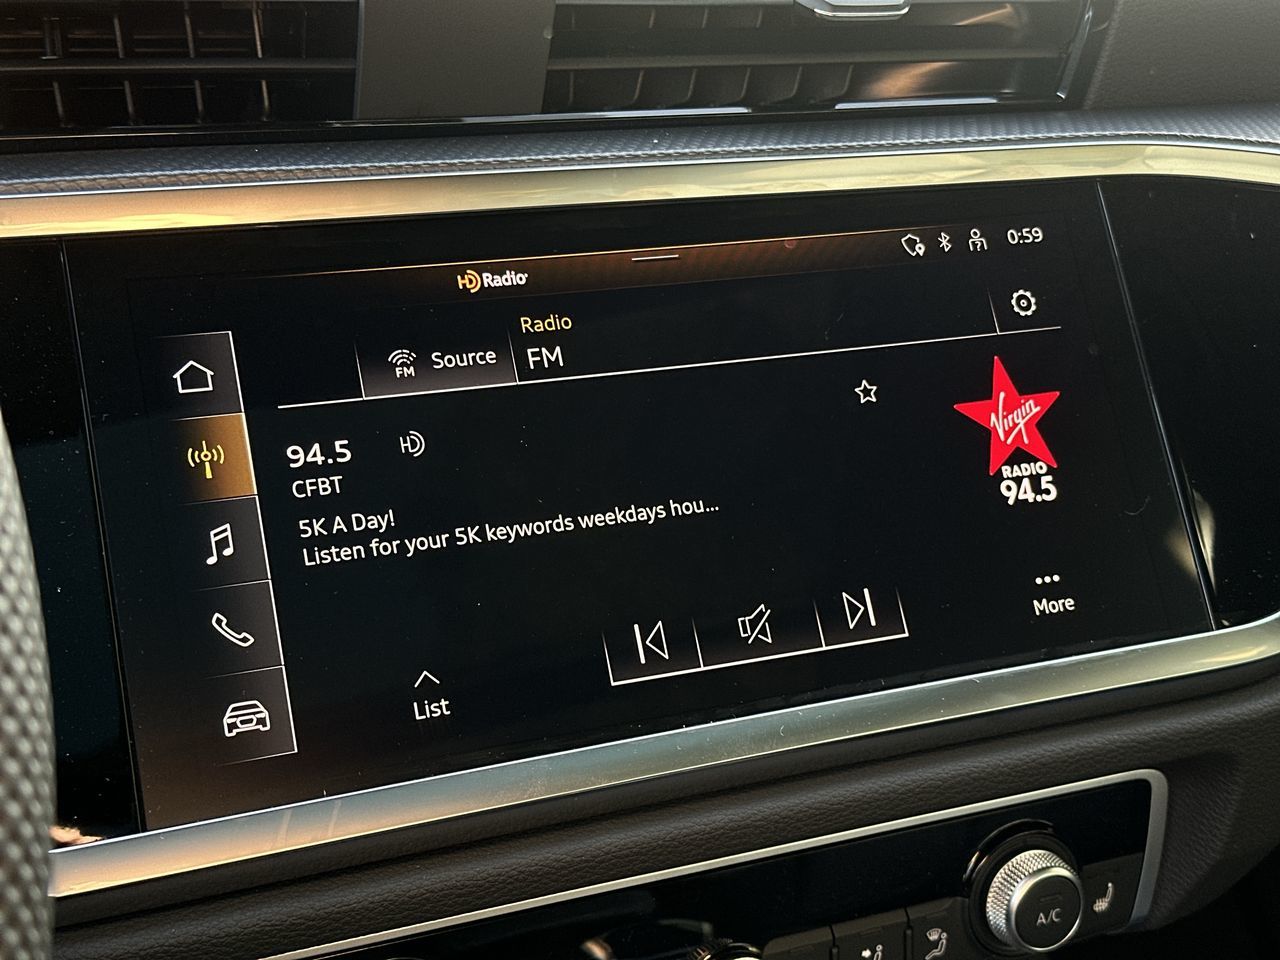 0:59
HD Radio
Radio
FM
FM
Source
94.5
HD
CFBT
5K A Day!
Listen for your 5K keywords weekdays hou...
Virgin
RADIO
94.5
More
List
A/C